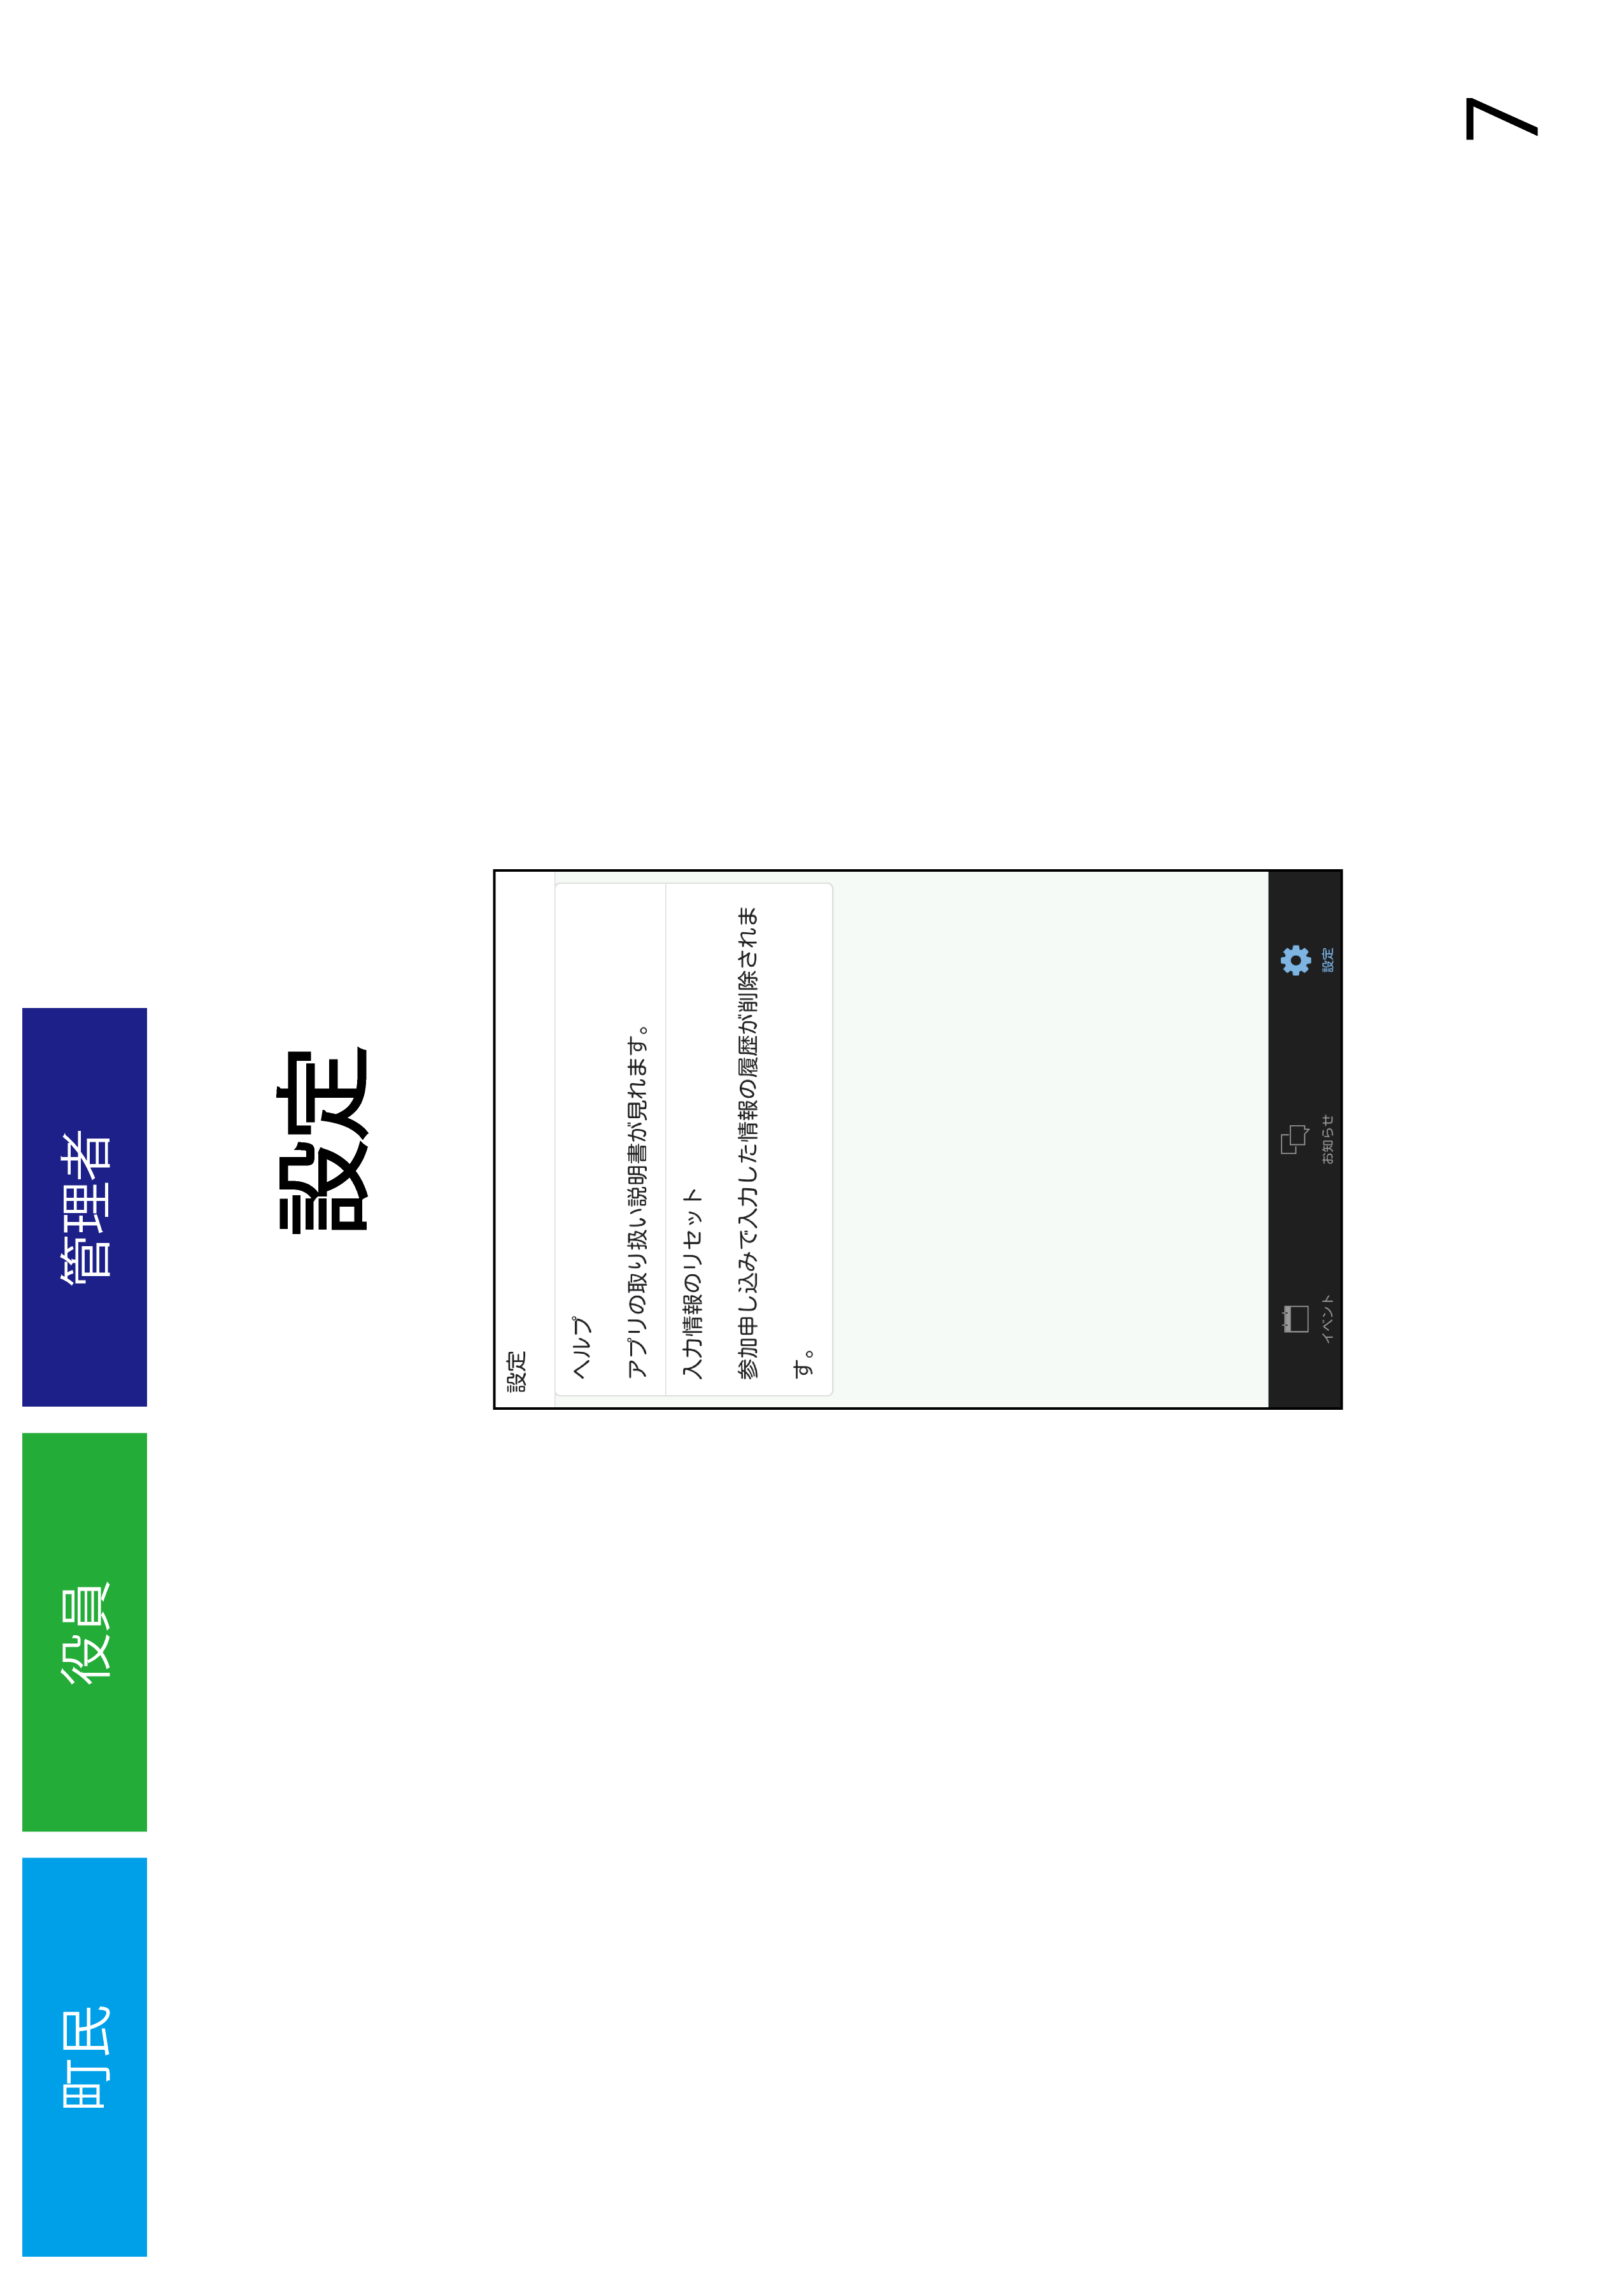 町民
役員
管理者
設定
設定
ヘルプ
アプリの取り扱い説明書が見れます。
入力情報のリセット
参加申し込みで入力した情報の履歴が削除されま
す。
イベント
お知らせ
設定
7